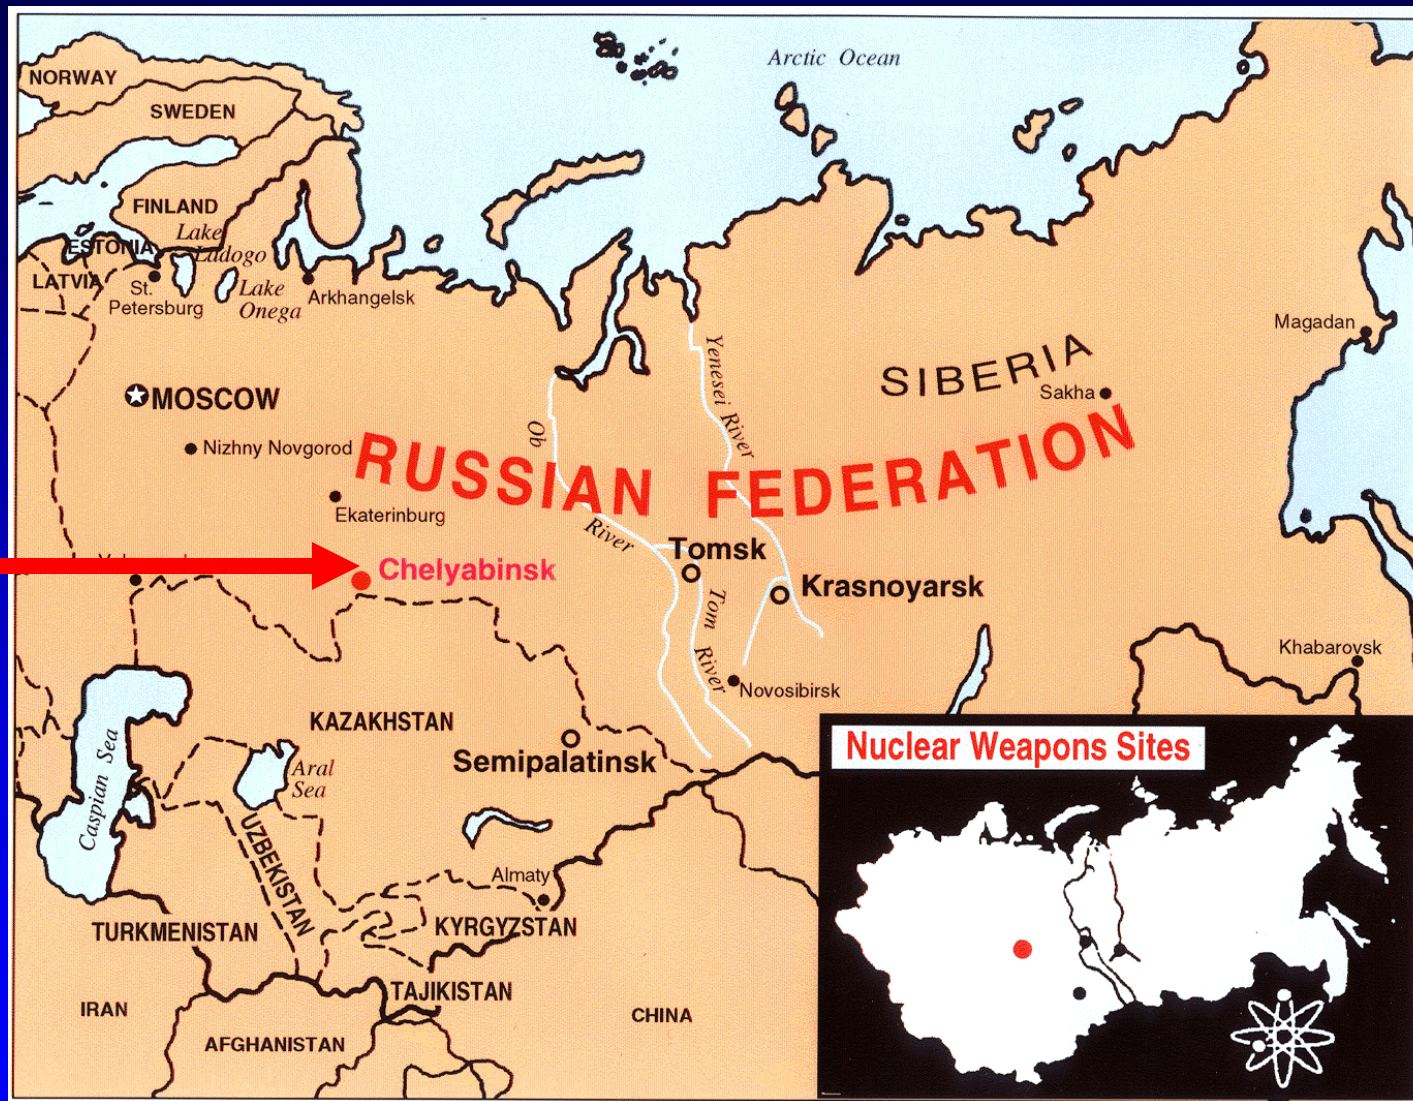 Arctic Ocean
NORWAY
SWEDEN
FINLAND
Lake
Ladogo
ESTONIA
LATVIA
St.
Petersburg
Lake
Onega
Arkhangelsk
Magadan
Yenesei River
SIBERIA
Sakha
MOSCOW
Nizhny Novgorod
Ob
River
RUSSIAN FEDERATION
Ekaterinburg
Tomsk
Chelyabinsk
Krasnoyarsk
Tom
River
Khabarovsk
Novosibirsk
KAZAKHSTAN
Semipalatinsk
Caspian Sea
Aral
Sea
UZBEKISTAN
Almaty
KYRGYZSTAN
TURKMENISTAN
TAJIKISTAN
IRAN
AFGHANISTAN
CHINA
Nuclear Weapons Sites